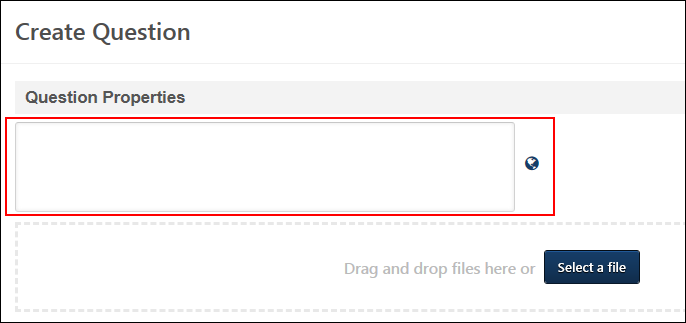 Create Question
Question Properties
Drag and drop files here or Select a file